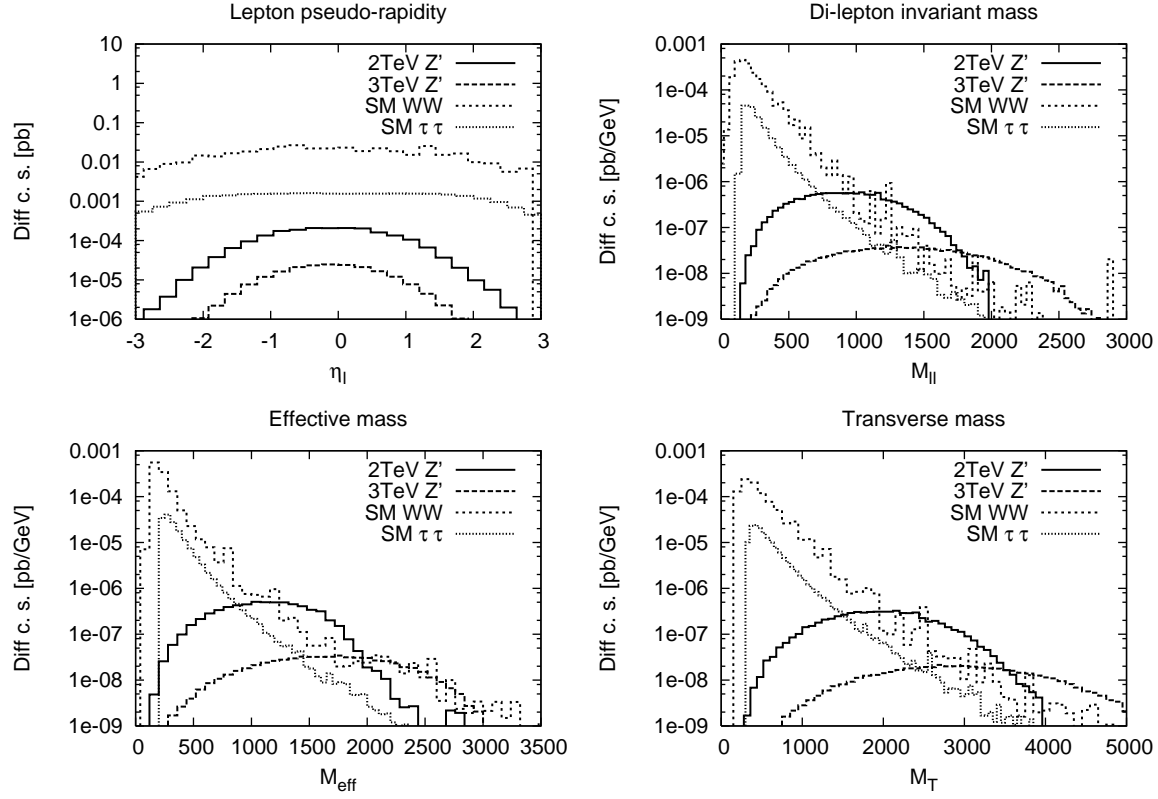 Lepton pseudo-rapidity
Diff c. s. [pb]
10
1
0.1
0.01
0.001
1e-04
1e-05
1e-06
-3 -2 -1 0 1 2 3
ηl
2TeV Z'
3TeV Z'
SM WW
SM τ τ
Di-lepton invariant mass
Diff c. s. [pb/GeV]
0.001
1e-04
1e-05
1e-06
1e-07
1e-08
1e-09
0 500 1000 1500 2000 2500 3000
Mll
2TeV Z'
3TeV Z'
SM WW
SM τ τ
Effective mass
Diff c. s. [pb/GeV]
0.001
1e-04
1e-05
1e-06
1e-07
1e-08
1e-09
0 500 1000 1500 2000 2500 3000 3500
Meff
2TeV Z'
3TeV Z'
SM WW
SM τ τ
Transverse mass
Diff c. s. [pb/GeV]
0.001
1e-04
1e-05
1e-06
1e-07
1e-08
1e-09
0 1000 2000 3000 4000 5000
MT
2TeV Z'
3TeV Z'
SM WW
SM τ τ